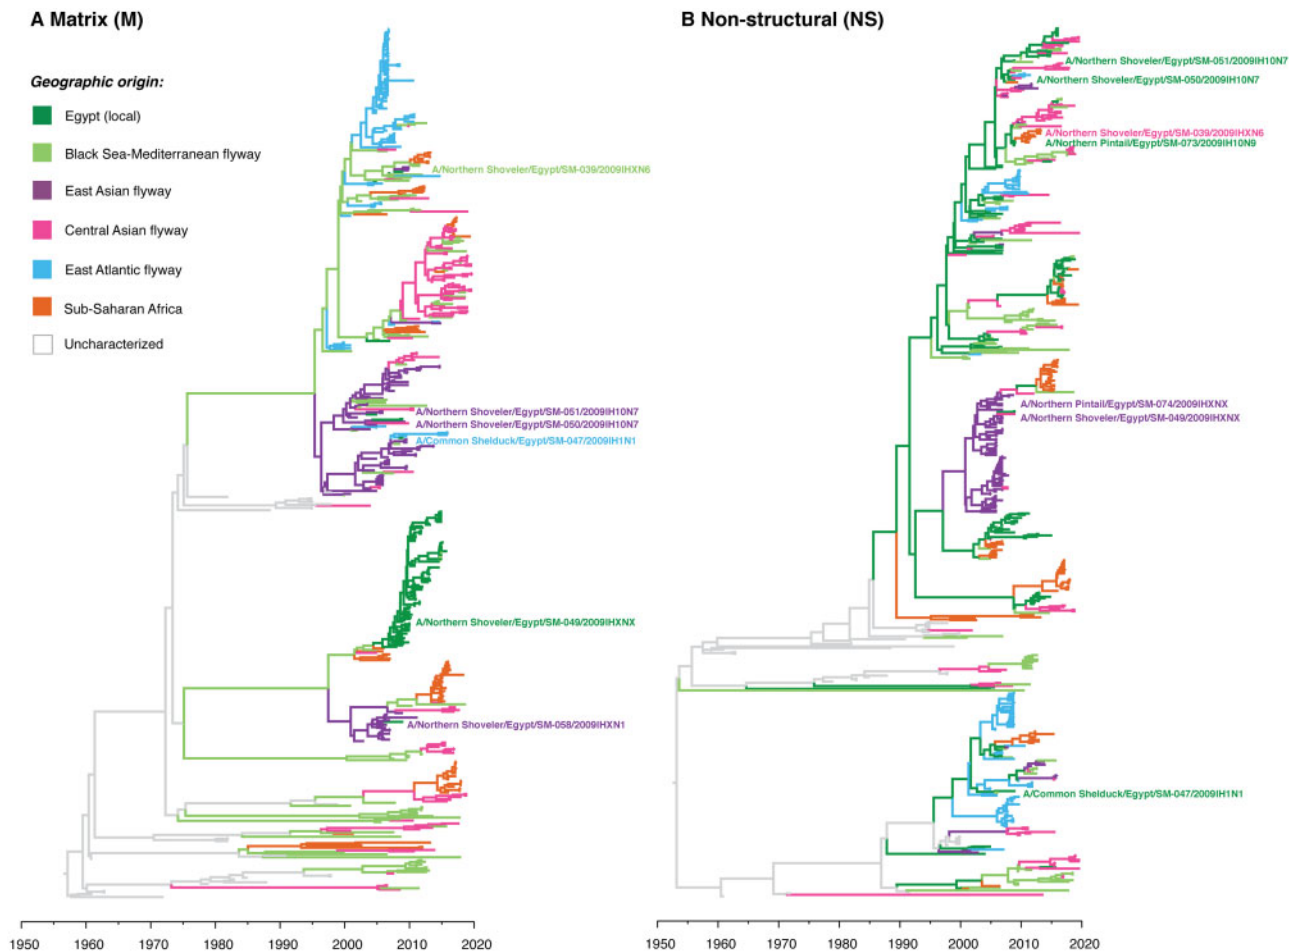 A Matrix (M)
B Non-structural (NS)
Geographic origin:
Egypt (local)
Black Sea-Mediterranean flyway
East Asian flyway
Central Asian flyway
East Atlantic flyway
Sub-Saharan Africa
Uncharacterized
A/Northern Shoveler/Egypt/SM-039/2009IHXN6
A/Northern Shoveler/Egypt/SM-051/2009IH10N7
A/Northern Shoveler/Egypt/SM-050/2009IH10N7
A/Common Shelduck/Egypt/SM-047/2009IH1N1
A/Northern Shoveler/Egypt/SM-049/2009IHXNX
A/Northern Shoveler/Egypt/SM-058/2009IHXN1
1950 1960 1970 1980 1990 2000 2010 2020
A/Northern Shoveler/Egypt/SM-051/2009IH10N7
A/Northern Shoveler/Egypt/SM-050/2009IH10N7
A/Northern Shoveler/Egypt/SM-039/2009IHXN6
A/Northern Pintail/Egypt/SM-073/2009IH10N9
A/Northern Pintail/Egypt/SM-074/2009IHXNX
A/Northern Shoveler/Egypt/SM-049/2009IHXNX
A/Common Shelduck/Egypt/SM-047/2009IH1N1
1950 1960 1970 1980 1990 2000 2010 2020